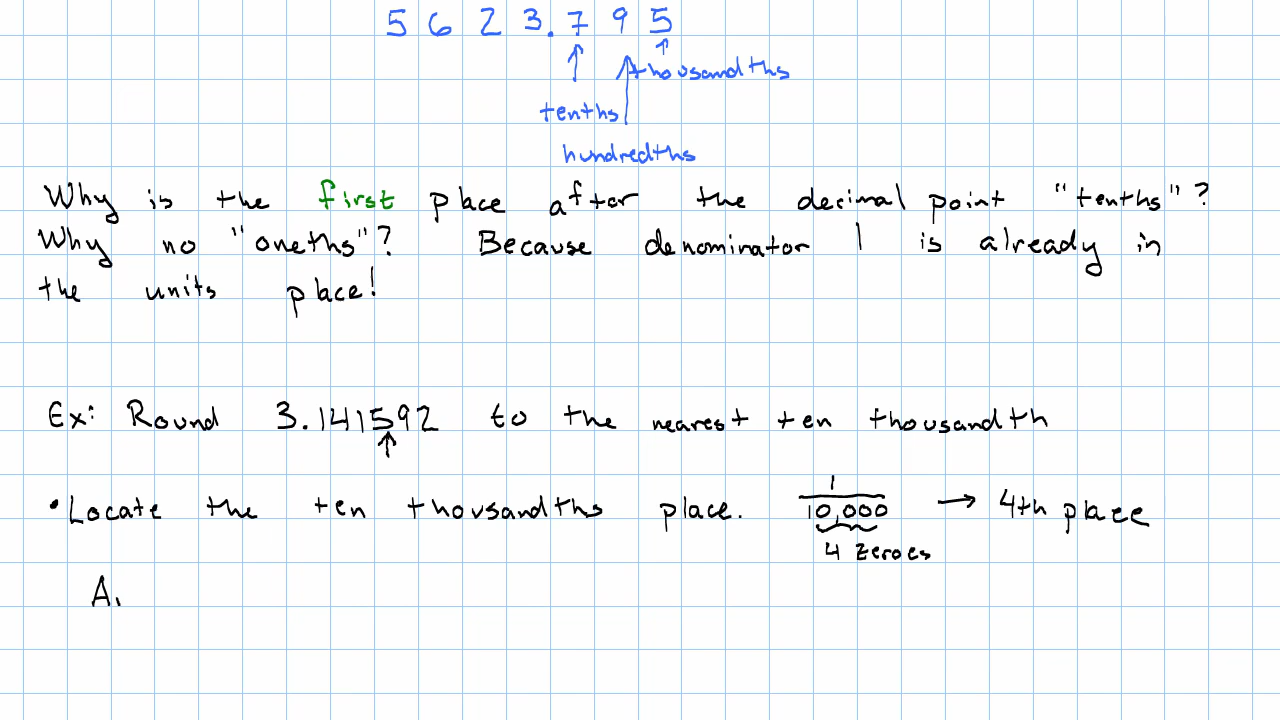 5 6 2 3 . 7 9 5
thousandths
tenths
hundredths
Why is the first place after the decimal point "tenths"?
Why no "oneths"? Because denominator 1 is already in
the units place!
Ex: Round 3.141592 to the nearest ten thousandth
• Locate the ten thousandths place. 1/10,000 → 4th place
4 zeroes
A.